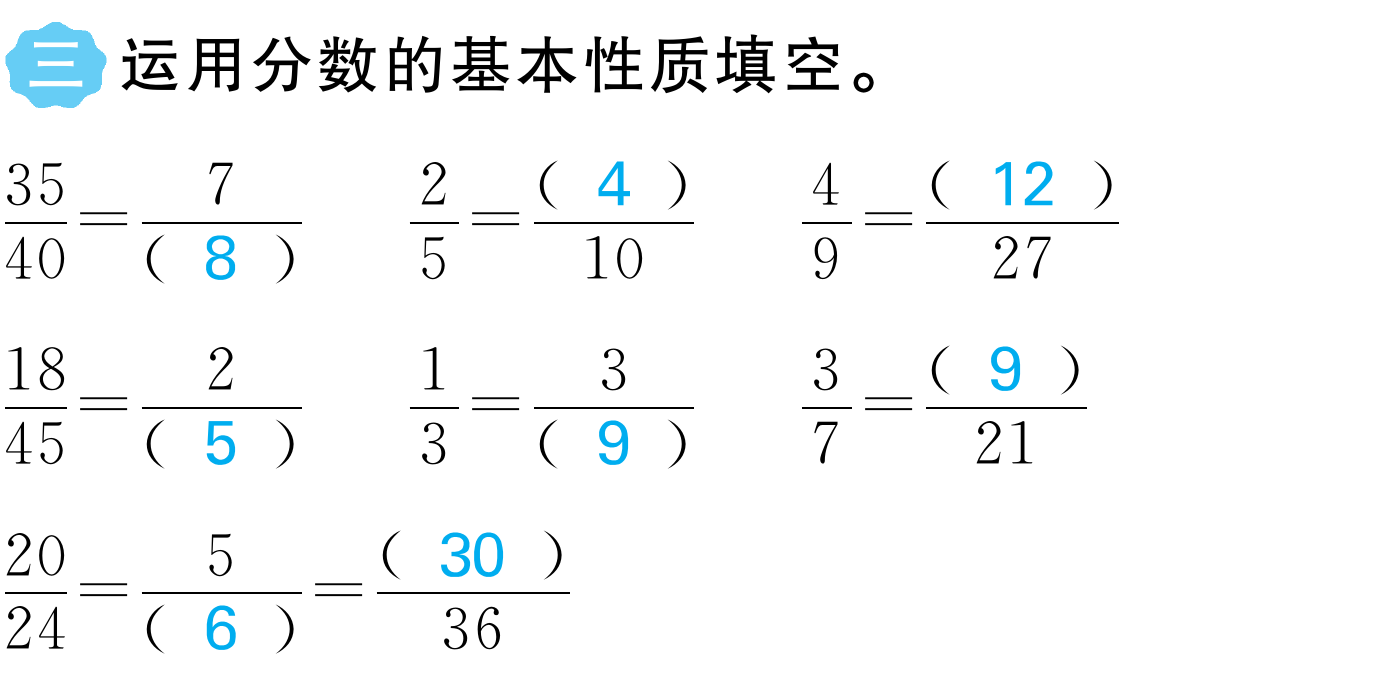 三 运用分数的基本性质填空。
35/40=7/( 8 ) 2/5=( 4 )/10 4/9=( 12 )/27
18/45=2/( 5 ) 1/3=3/( 9 ) 3/7=( 9 )/21
20/24=5/( 6 )=( 30 )/36